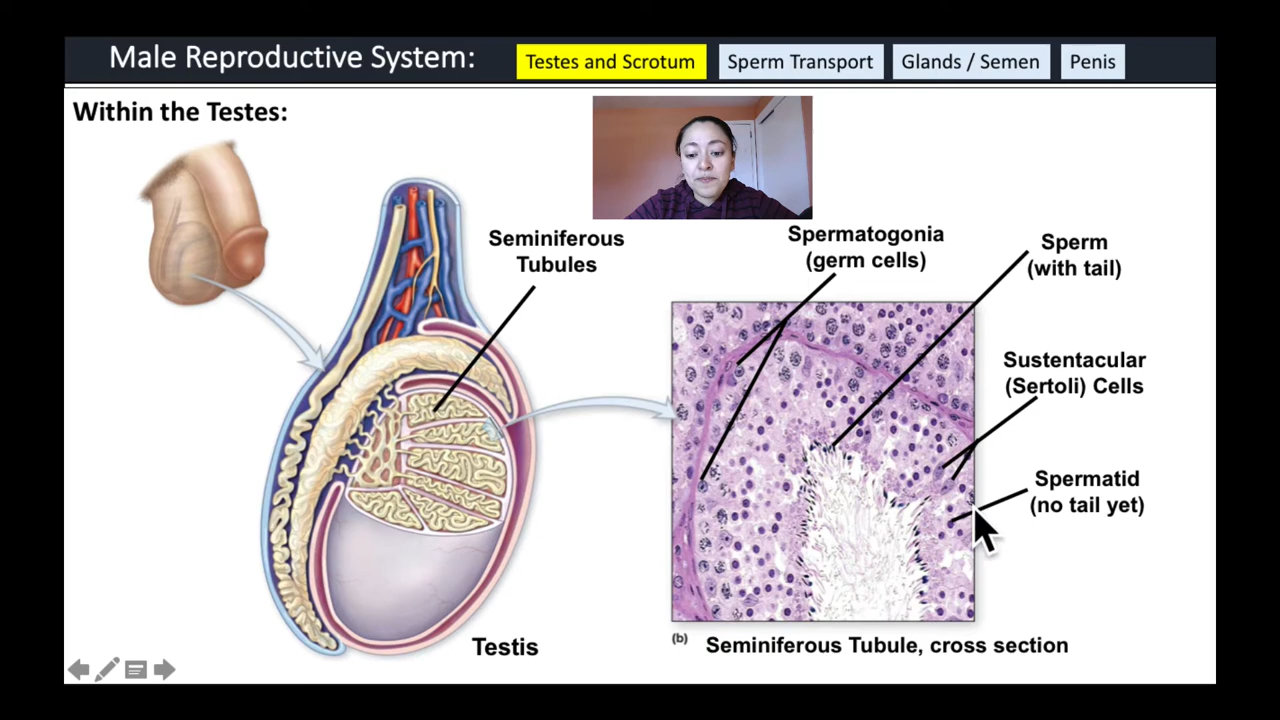 Male Reproductive System:
Testes and Scrotum
Sperm Transport
Glands / Semen
Penis
Within the Testes:
Seminiferous
Tubules
Spermatogonia
(germ cells)
Sperm
(with tail)
Sustentacular
(Sertoli) Cells
Spermatid
(no tail yet)
Testis
(b) Seminiferous Tubule, cross section